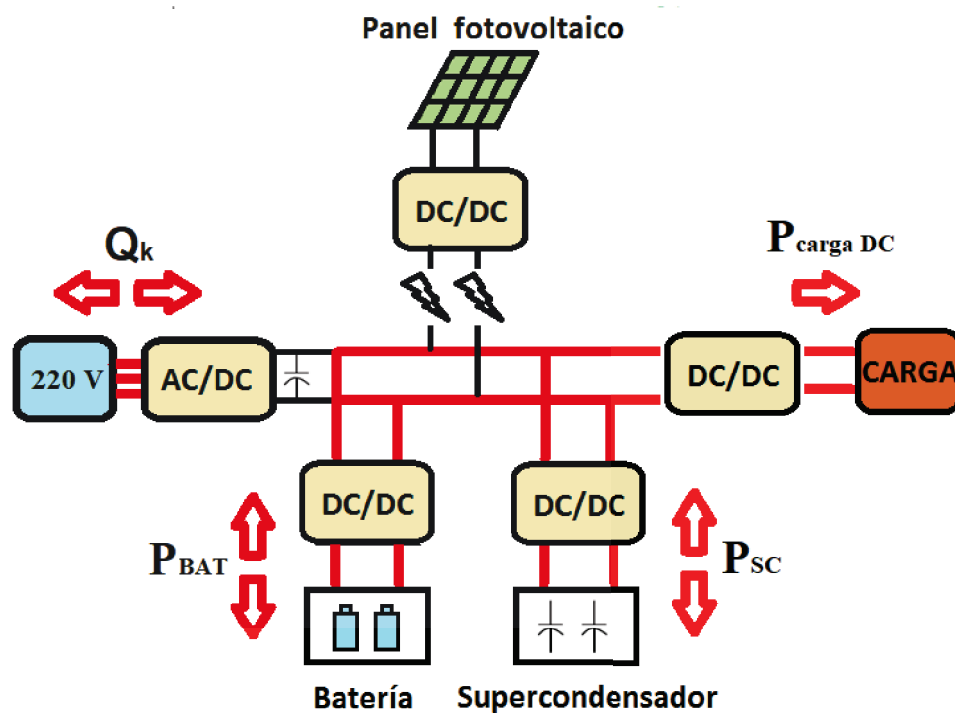 Panel fotovoltaico
DC/DC
Qk
P carga DC
220 V
AC/DC
DC/DC
CARGA
DC/DC
DC/DC
PBAT
PSC
Batería
Supercondensador